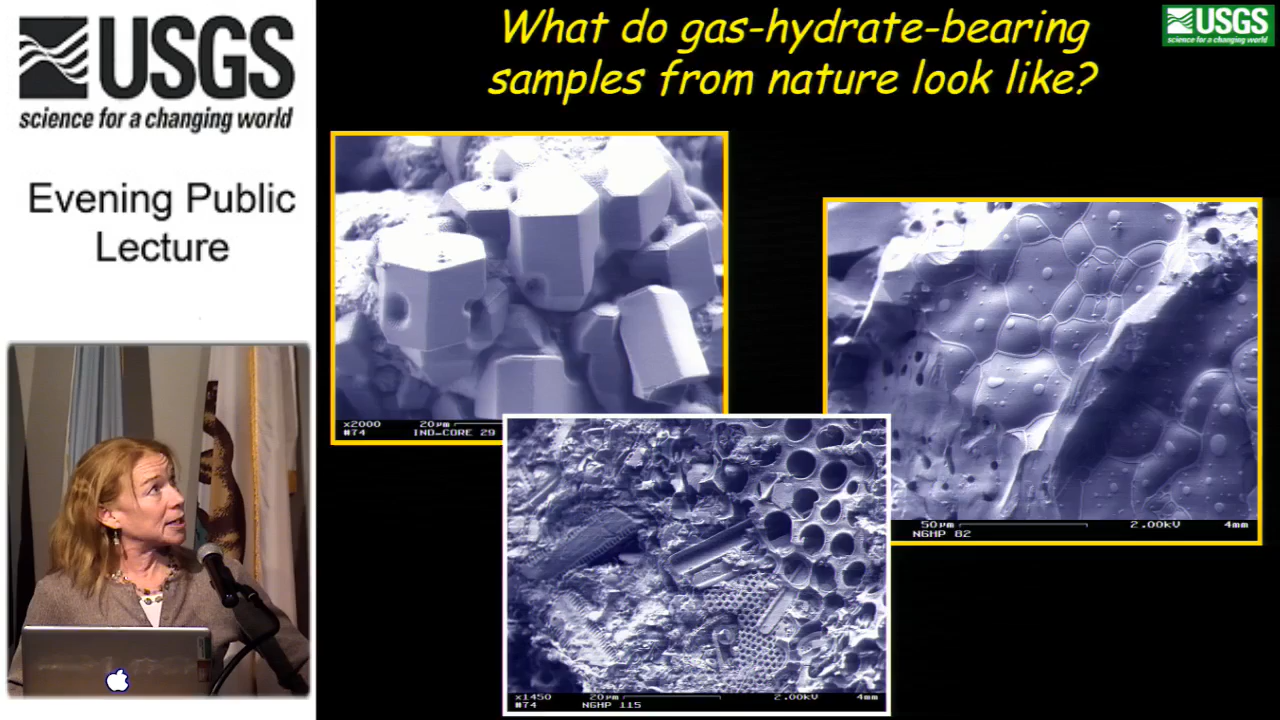 USGS
science for a changing world
Evening Public
Lecture
What do gas-hydrate-bearing
samples from nature look like?
USGS
science for a changing world
x2000 20µm
#74 IND-CORE 29
50µm 2.00kV 4mm
NGHP 82
x1450 20µm 2.00kV 4mm
#74 NGHP 115